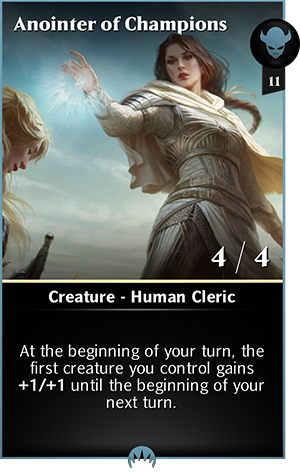 Anointer of Champions
11
4 / 4
Creature - Human Cleric
At the beginning of your turn, the
first creature you control gains
+1/+1 until the beginning of your
next turn.